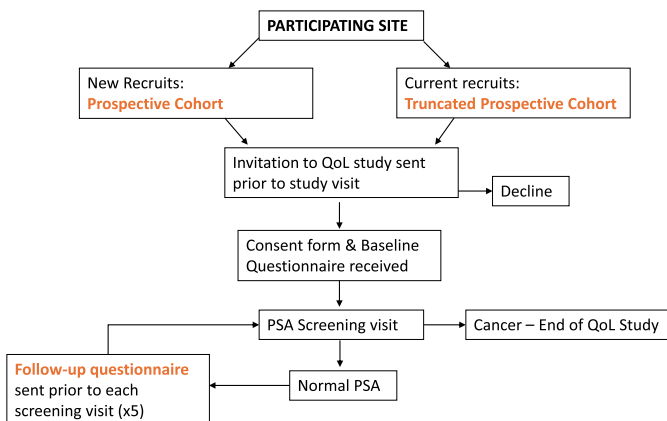 PARTICIPATING SITE
New Recruits:
Prospective Cohort
Current recruits:
Truncated Prospective Cohort
Invitation to QoL study sent
prior to study visit
Decline
Consent form & Baseline
Questionnaire received
PSA Screening visit
Cancer – End of QoL Study
Follow-up questionnaire
sent prior to each
screening visit (x5)
Normal PSA